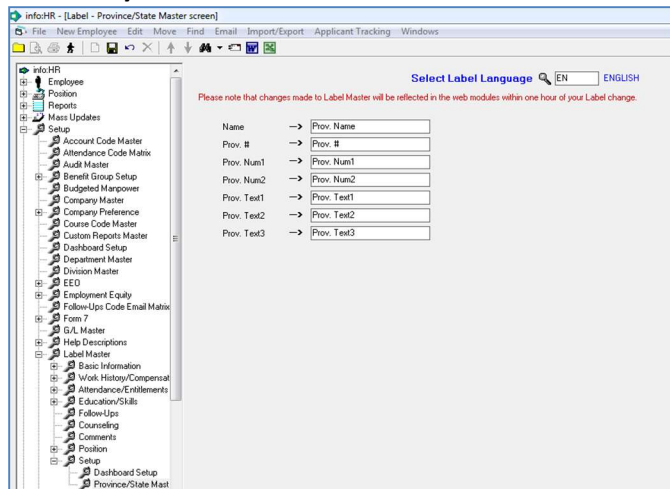 info:HR - [Label - Province/State Master screen]
File New Employee Edit Move Find Email Import/Export Applicant Tracking Windows
info:HR
Employee
Position
Reports
Mass Updates
Setup
Account Code Master
Attendance Code Matrix
Audit Master
Benefit Group Setup
Budgeted Manpower
Company Master
Company Preference
Course Code Master
Custom Reports Master
Dashboard Setup
Department Master
Division Master
EEO
Employment Equity
Follow-Ups Code Email Matrix
Form 7
G/L Master
Help Descriptions
Label Master
Basic Information
Work History/Compensat
Attendance/Entitlements
Education/Skills
Follow-Ups
Counseling
Comments
Position
Setup
Dashboard Setup
Province/State Mast
Select Label Language EN ENGLISH
Please note that changes made to Label Master will be reflected in the web modules within one hour of your Label change.
Name --> Prov. Name
Prov. # --> Prov. #
Prov. Num1 --> Prov. Num1
Prov. Num2 --> Prov. Num2
Prov. Text1 --> Prov. Text1
Prov. Text2 --> Prov. Text2
Prov. Text3 --> Prov. Text3